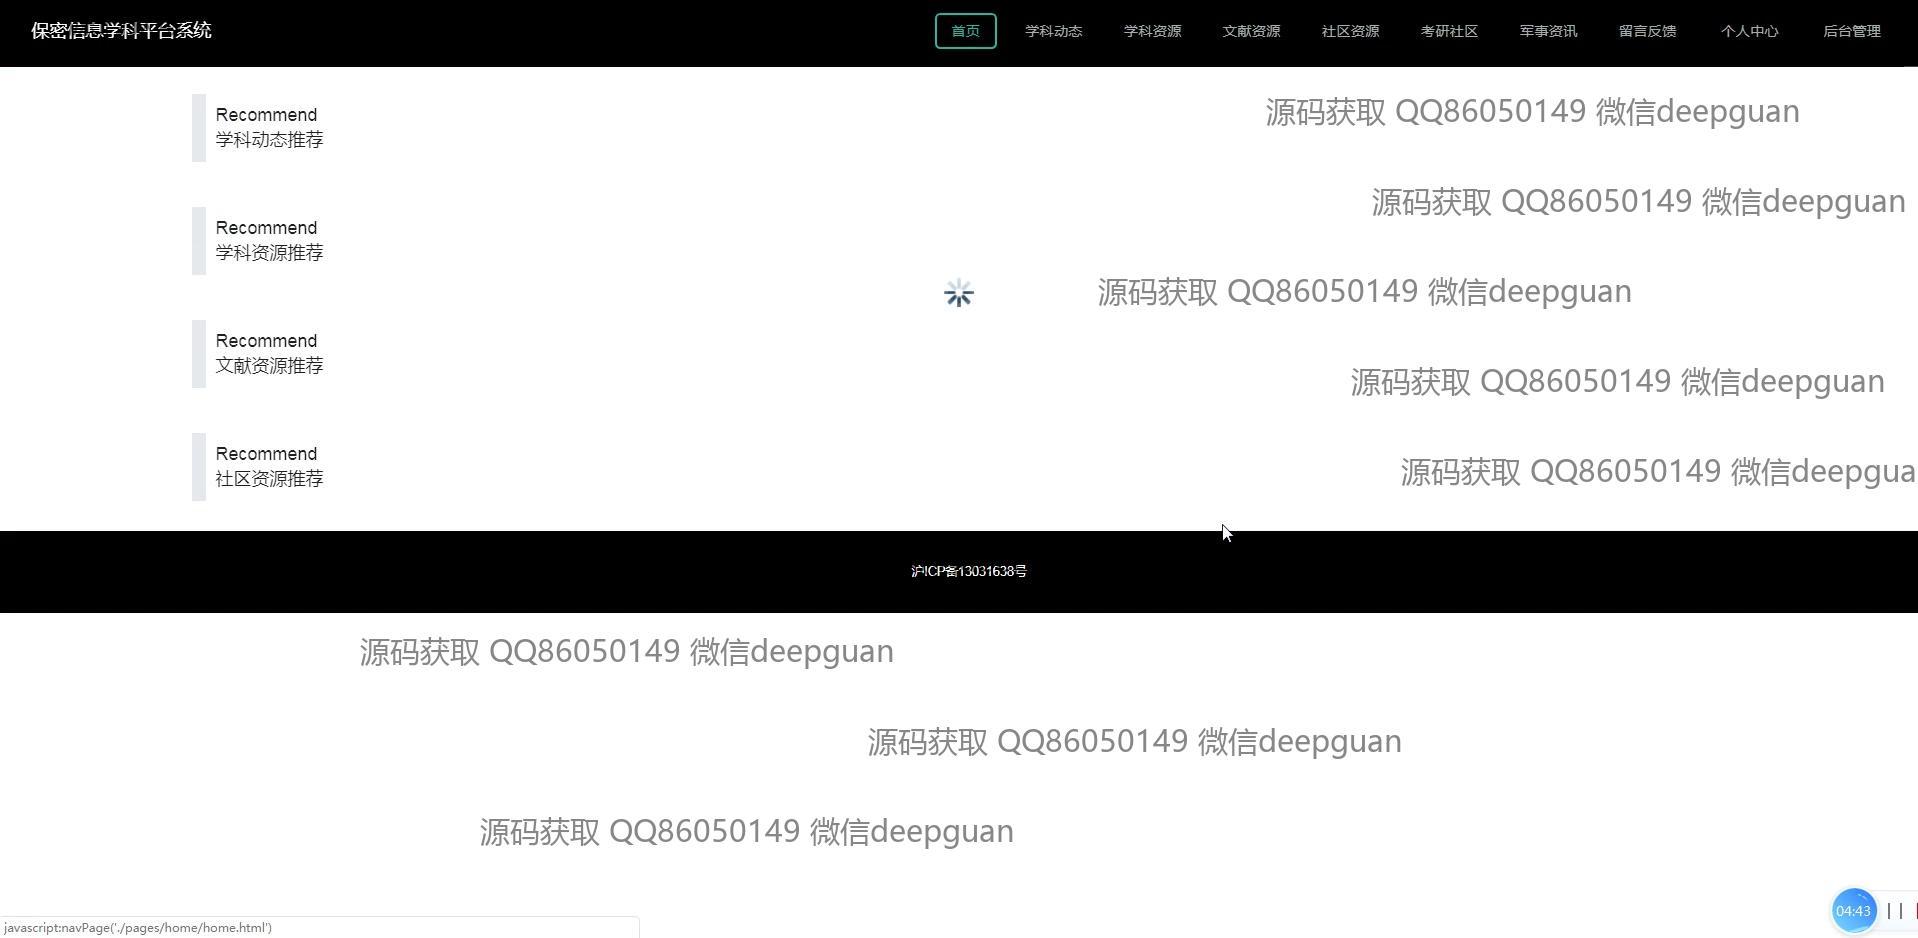 保密信息学科平台系统
首页 学科动态 学科资源 文献资源 社区资源 考研社区 军事资讯 留言反馈 个人中心 后台管理
Recommend
学科动态推荐
源码获取 QQ86050149 微信deepguan
源码获取 QQ86050149 微信deepguan
Recommend
学科资源推荐
源码获取 QQ86050149 微信deepguan
Recommend
文献资源推荐
源码获取 QQ86050149 微信deepguan
Recommend
社区资源推荐
源码获取 QQ86050149 微信deepgua
沪ICP备13031638号
源码获取 QQ86050149 微信deepguan
源码获取 QQ86050149 微信deepguan
源码获取 QQ86050149 微信deepguan
04:43
javascript:navPage('./pages/home/home.html')